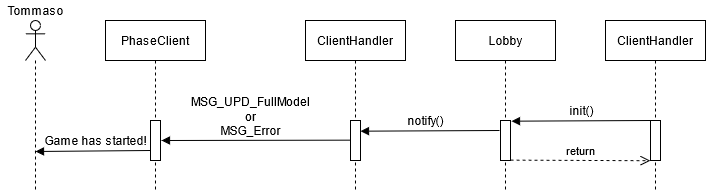 Tommaso
PhaseClient
ClientHandler
Lobby
ClientHandler
MSG_UPD_FullModel
or
MSG_Error
notify()
init()
Game has started!
return